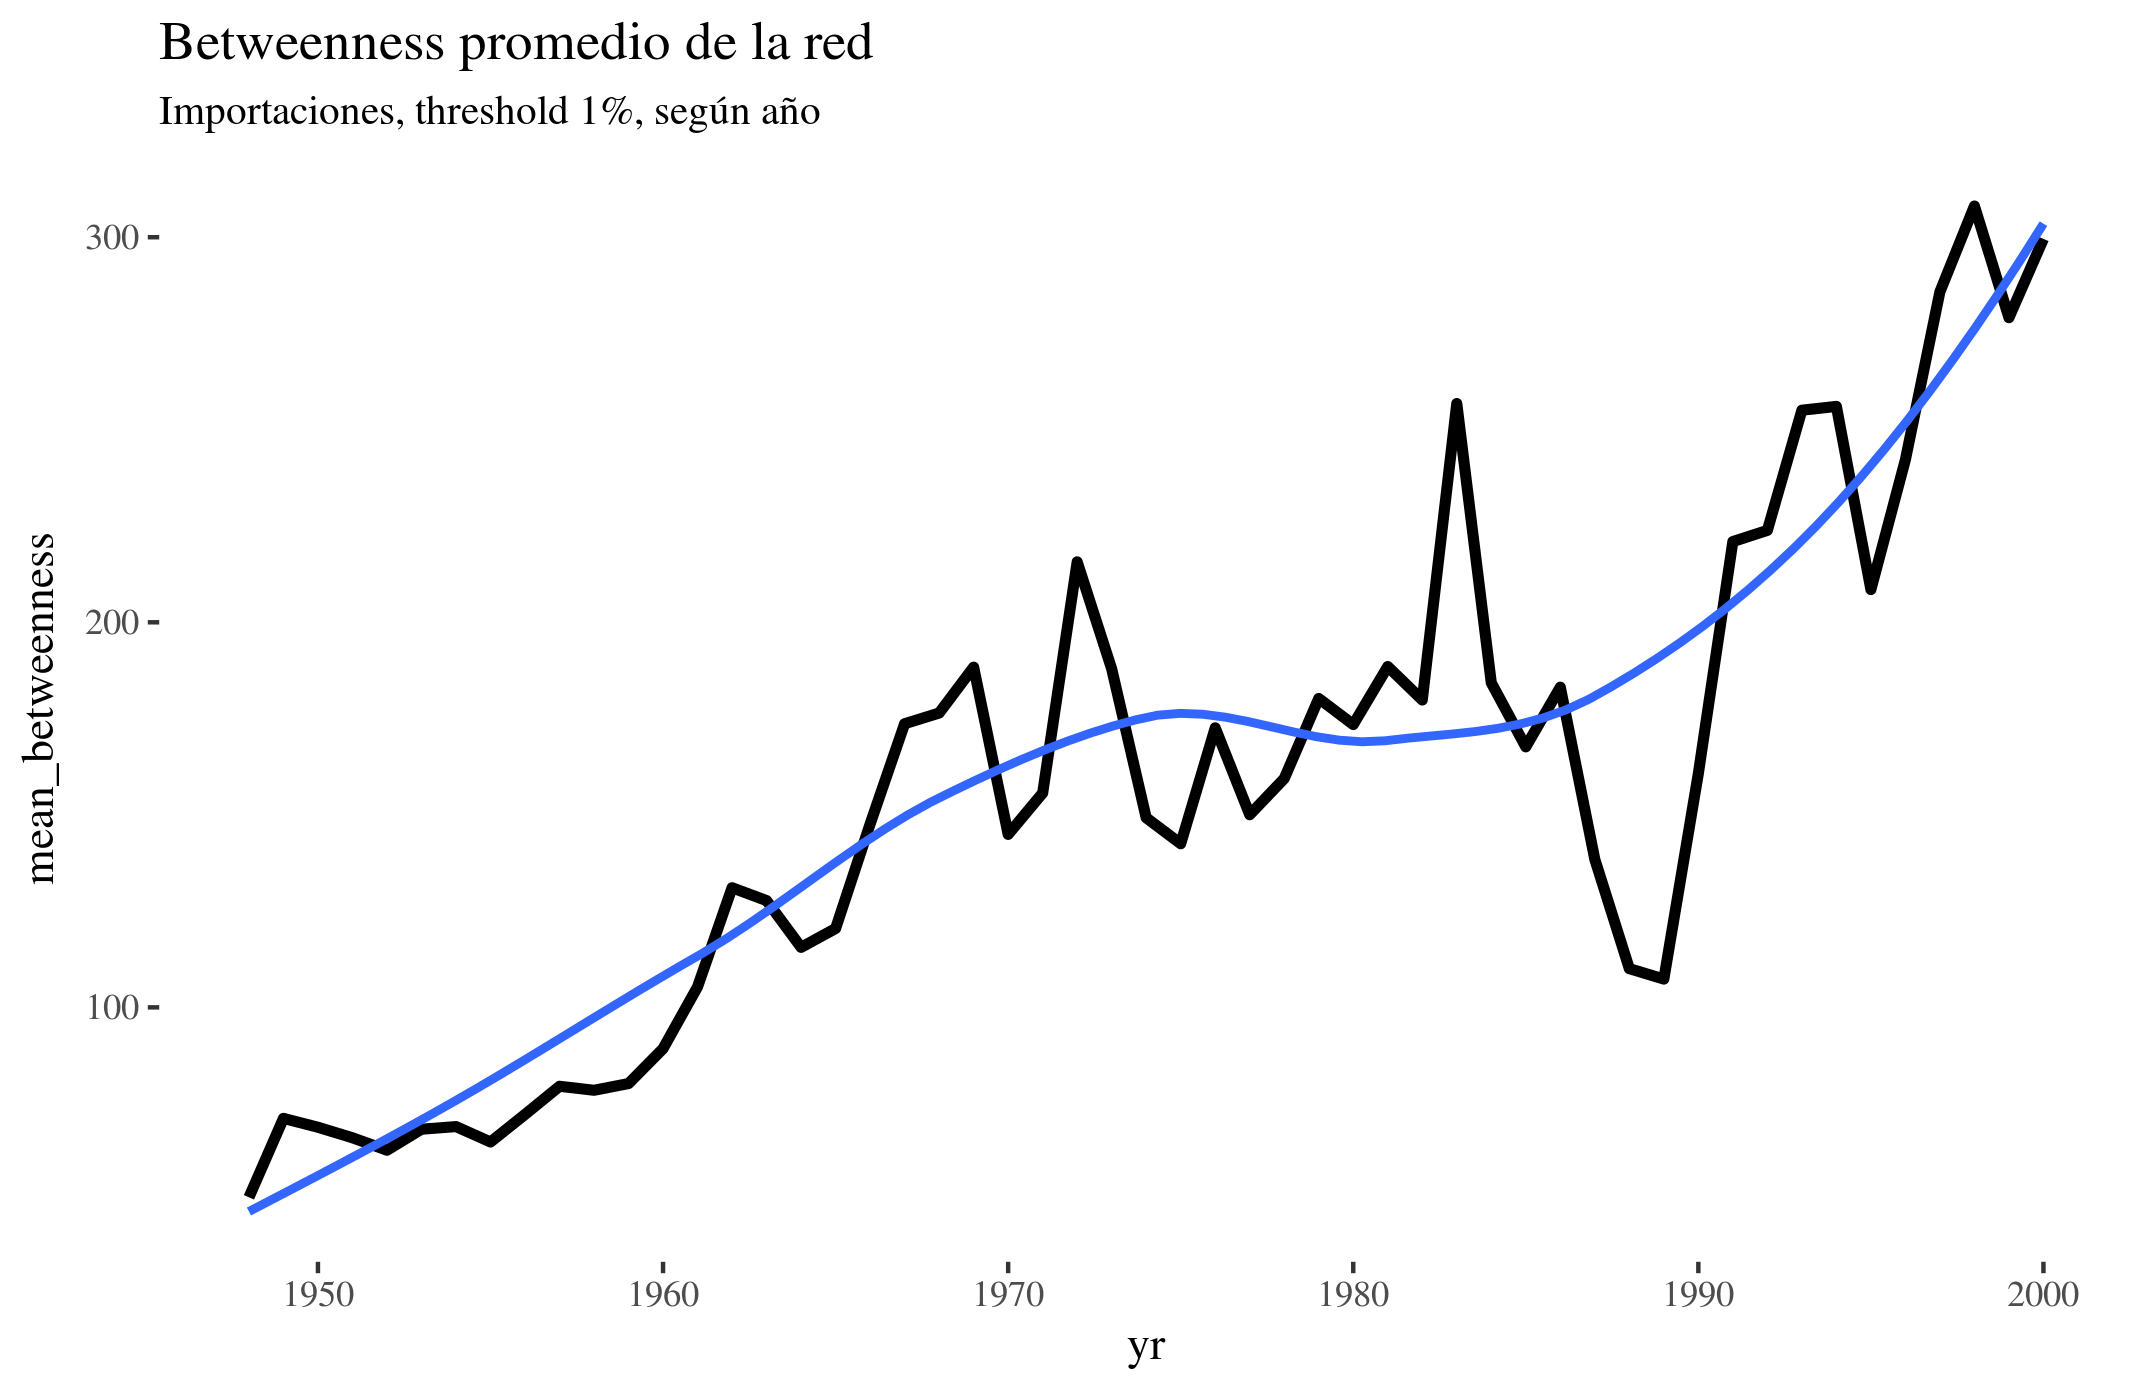 Betweenness promedio de la red
Importaciones, threshold 1%, según año
300
200
100
mean_betweenness
1950
1960
1970
1980
1990
2000
yr